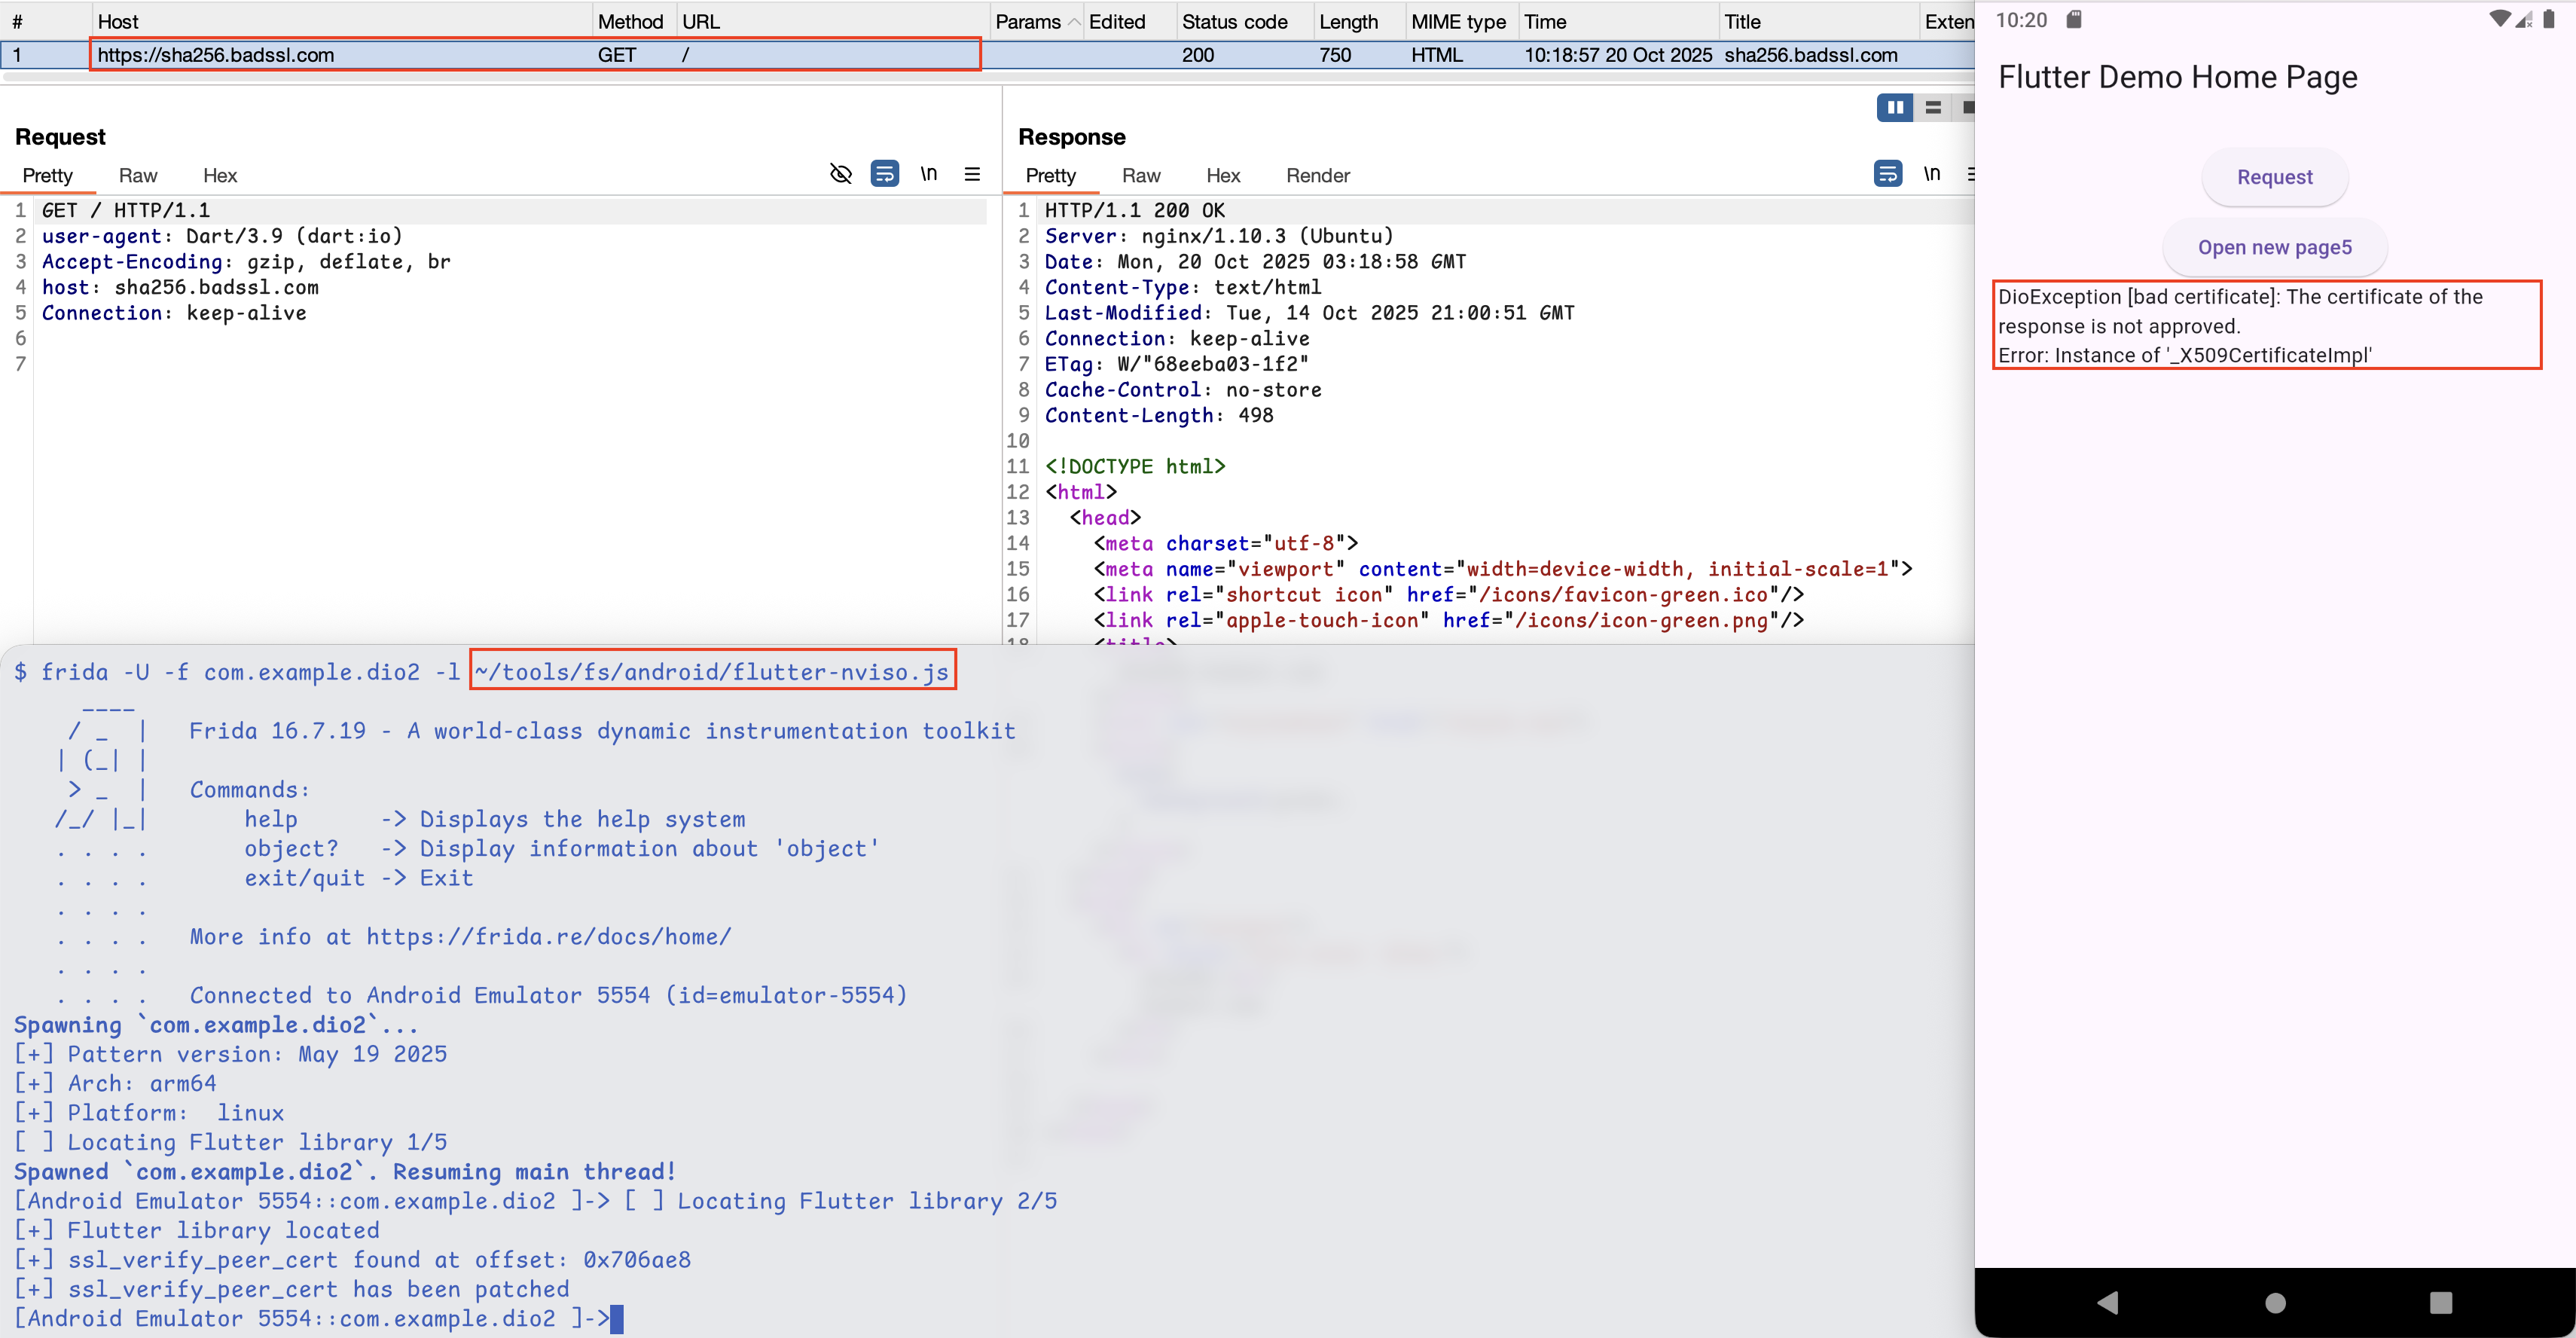 # Host Method URL Params Edited Status code Length MIME type Time Title Exten
1 https://sha256.badssl.com GET / 200 750 HTML 10:18:57 20 Oct 2025 sha256.badssl.com
Request
Pretty Raw Hex \n
1 GET / HTTP/1.1
2 user-agent: Dart/3.9 (dart:io)
3 Accept-Encoding: gzip, deflate, br
4 host: sha256.badssl.com
5 Connection: keep-alive
6
7
Response
Pretty Raw Hex Render \n
1 HTTP/1.1 200 OK
2 Server: nginx/1.10.3 (Ubuntu)
3 Date: Mon, 20 Oct 2025 03:18:58 GMT
4 Content-Type: text/html
5 Last-Modified: Tue, 14 Oct 2025 21:00:51 GMT
6 Connection: keep-alive
7 ETag: W/"68eeba03-1f2"
8 Cache-Control: no-store
9 Content-Length: 498
10
11 <!DOCTYPE html>
12 <html>
13 <head>
14 <meta charset="utf-8">
15 <meta name="viewport" content="width=device-width, initial-scale=1">
16 <link rel="shortcut icon" href="/icons/favicon-green.ico"/>
17 <link rel="apple-touch-icon" href="/icons/icon-green.png"/>
18 <title>
$ frida -U -f com.example.dio2 -l ~/tools/fs/android/flutter-nviso.js
     ____
    / _  |   Frida 16.7.19 - A world-class dynamic instrumentation toolkit
   | (_| |
    > _  |   Commands:
   /_/ |_|       help      -> Displays the help system
   . . . .       object?   -> Display information about 'object'
   . . . .       exit/quit -> Exit
   . . . .
   . . . .   More info at https://frida.re/docs/home/
   . . . .
   . . . .   Connected to Android Emulator 5554 (id=emulator-5554)
Spawning `com.example.dio2`...
[+] Pattern version: May 19 2025
[+] Arch: arm64
[+] Platform:  linux
[ ] Locating Flutter library 1/5
Spawned `com.example.dio2`. Resuming main thread!
[Android Emulator 5554::com.example.dio2 ]-> [ ] Locating Flutter library 2/5
[+] Flutter library located
[+] ssl_verify_peer_cert found at offset: 0x706ae8
[+] ssl_verify_peer_cert has been patched
[Android Emulator 5554::com.example.dio2 ]->
10:20
Flutter Demo Home Page
Request
Open new page5
DioException [bad certificate]: The certificate of the
response is not approved.
Error: Instance of '_X509CertificateImpl'